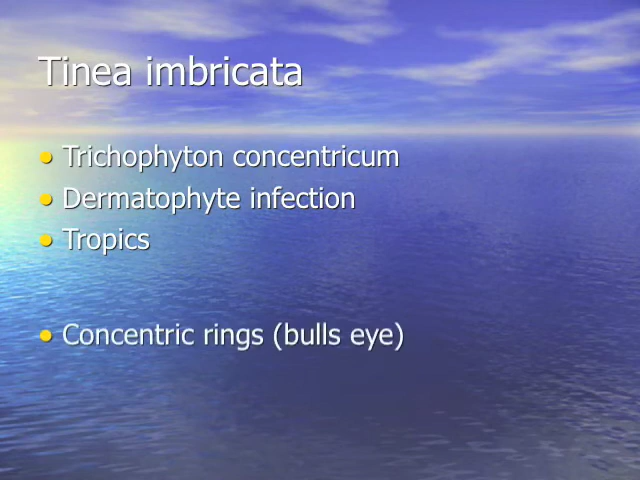 Tinea imbricata
• Trichophyton concentricum
• Dermatophyte infection
• Tropics
• Concentric rings (bulls eye)